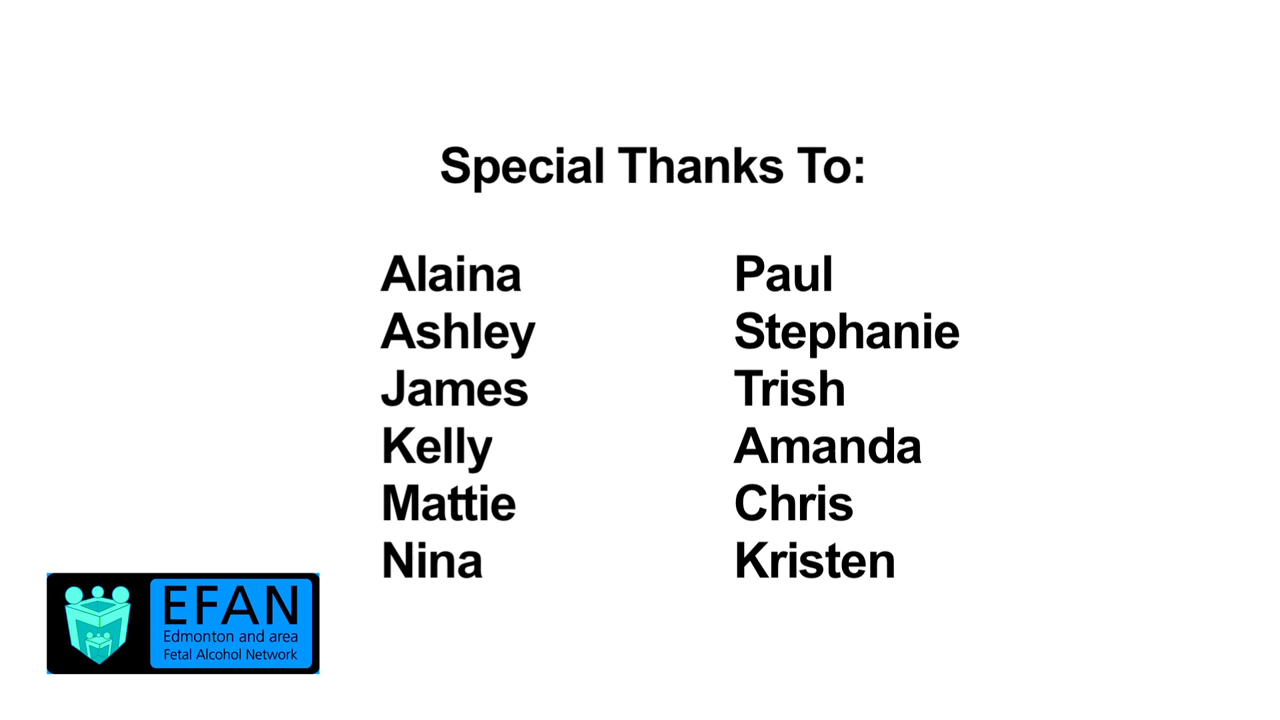 Special Thanks To:
Alaina
Ashley
James
Kelly
Mattie
Nina
Paul
Stephanie
Trish
Amanda
Chris
Kristen
EFAN
Edmonton and area
Fetal Alcohol Network